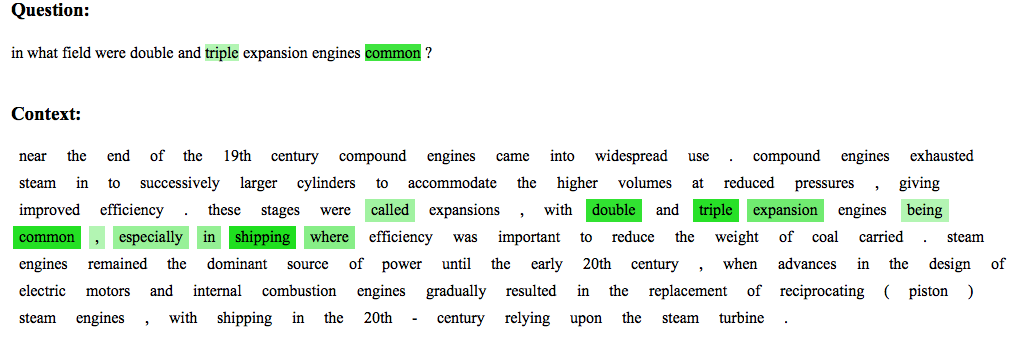 Question:
in what field were double and triple expansion engines common ?
Context:
near the end of the 19th century compound engines came into widespread use . compound engines exhausted
steam in to successively larger cylinders to accommodate the higher volumes at reduced pressures , giving
improved efficiency . these stages were called expansions , with double and triple expansion engines being
common , especially in shipping where efficiency was important to reduce the weight of coal carried . steam
engines remained the dominant source of power until the early 20th century , when advances in the design of
electric motors and internal combustion engines gradually resulted in the replacement of reciprocating ( piston )
steam engines , with shipping in the 20th - century relying upon the steam turbine .